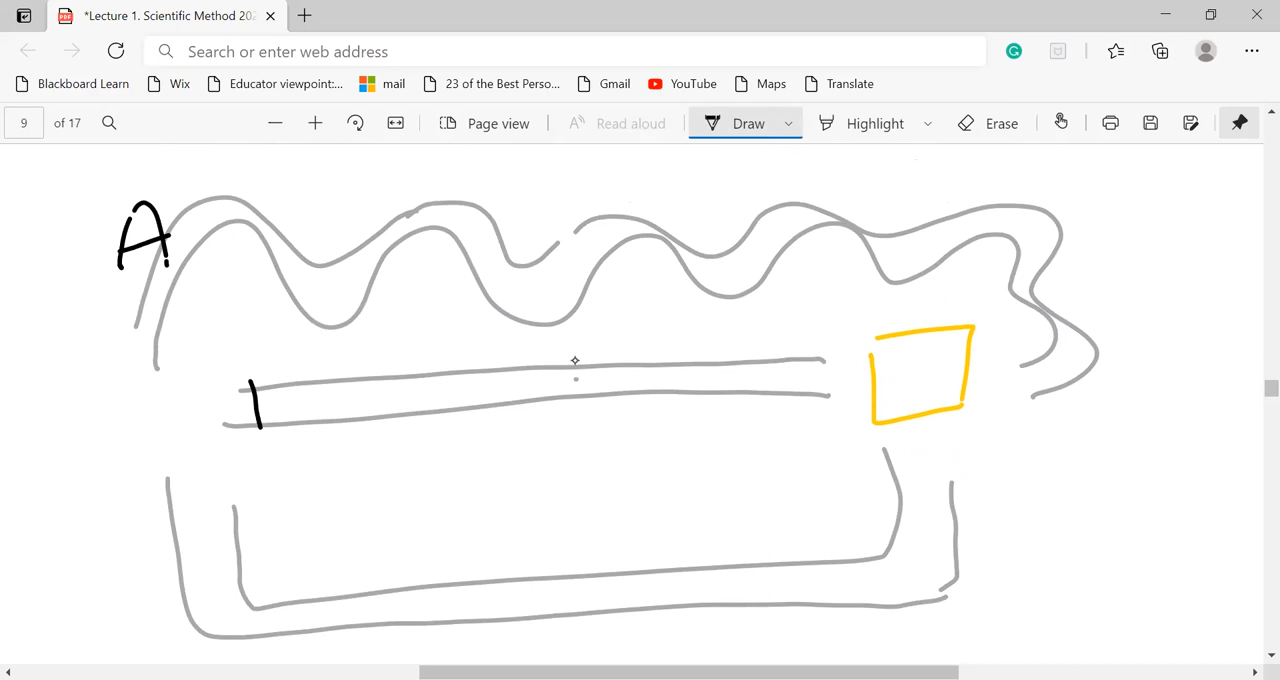 *Lecture 1. Scientific Method 202
Search or enter web address
Blackboard Learn Wix Educator viewpoint:... mail 23 of the Best Perso... Gmail YouTube Maps Translate
9 of 17 Page view Read aloud Draw Highlight Erase
A